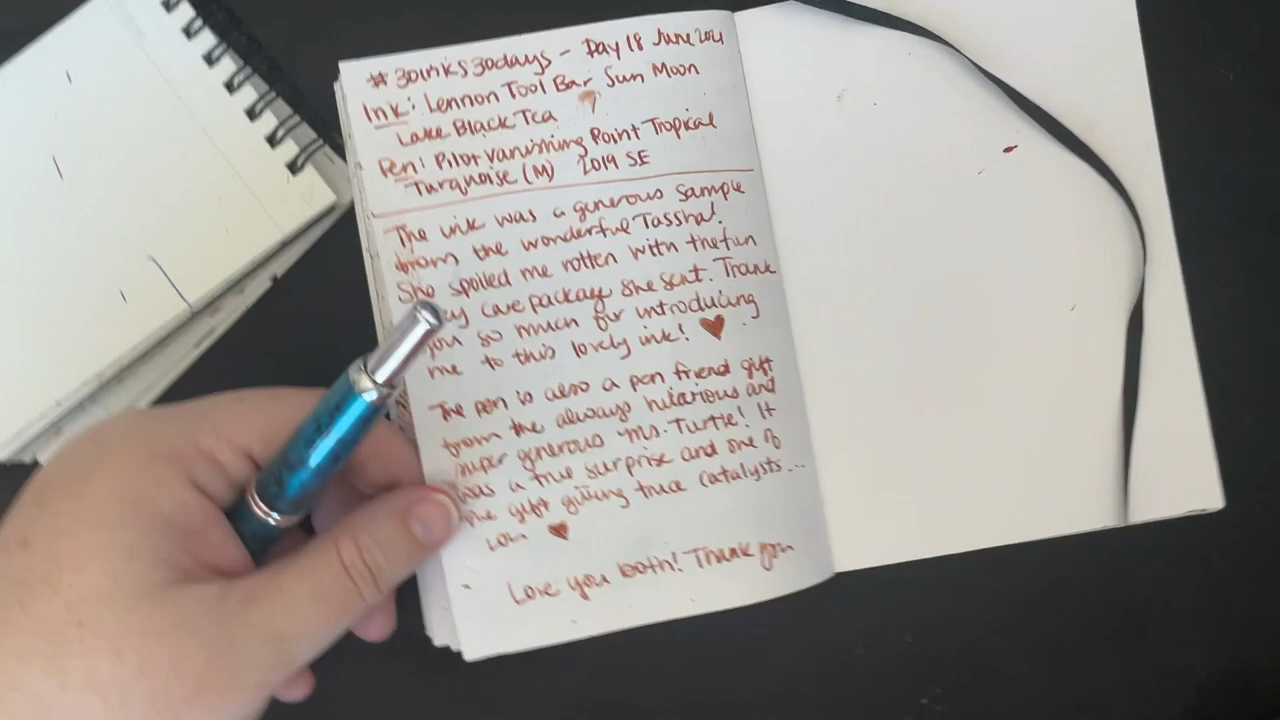 #30inks30days - Day 18 June 2021
Ink: Lennon Tool Bar Sun Moon
Lake Black Tea
Pen: Pilot Vanishing Point Tropical
Turquoise (M) 2019 SE
The ink was a generous sample
from the wonderful Tassha!
She spoiled me rotten with the fun
care package she sent. Thank
you so much for introducing
me to this lovely ink! ♥
The pen is also a pen friend gift
from the always hilarious and
super generous Ms. Turtle! It
was a true surprise and one of
the gift giving truce catalysts...
LOL ♥
- Love you both! Thank you